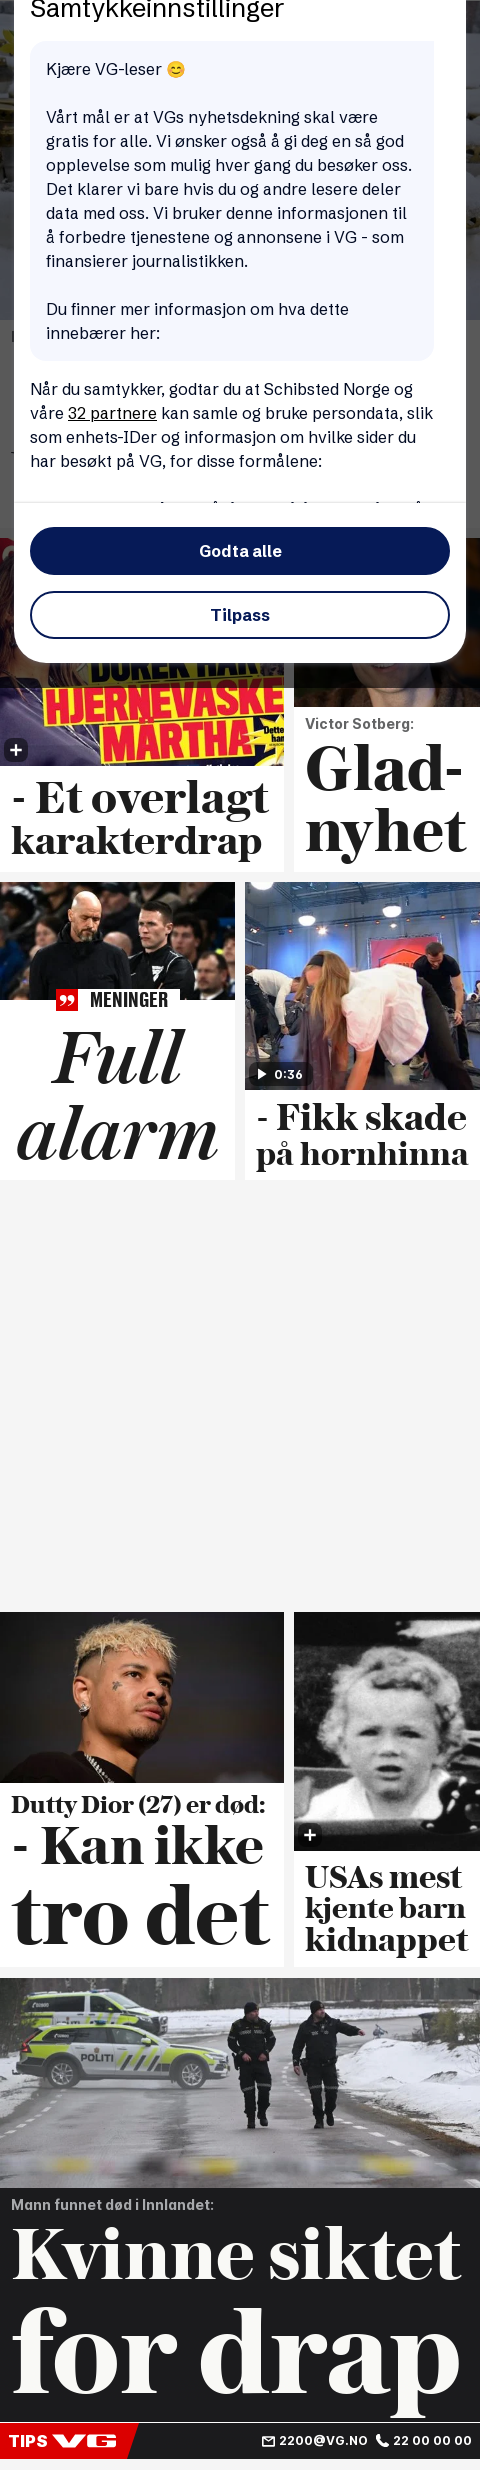 Samtykkeinnstillinger
Kjære VG-leser 😊
Vårt mål er at VGs nyhetsdekning skal være
gratis for alle. Vi ønsker også å gi deg en så god
opplevelse som mulig hver gang du besøker oss.
Det klarer vi bare hvis du og andre lesere deler
data med oss. Vi bruker denne informasjonen til
å forbedre tjenestene og annonsene i VG - som
finansierer journalistikken.
Du finner mer informasjon om hva dette
innebærer her:
Når du samtykker, godtar du at Schibsted Norge og
våre 32 partnere kan samle og bruke persondata, slik
som enhets-IDer og informasjon om hvilke sider du
har besøkt på VG, for disse formålene:
Godta alle
Tilpass
DUREK HAR
HJERNEVASKE
MÄRTHA
- Et overlagt
karakterdrap
Victor Sotberg:
Glad-
nyhet
MENINGER
Full
alarm
0:36
- Fikk skade
på hornhinna
Dutty Dior (27) er død:
- Kan ikke
tro det
USAs mest
kjente barn
kidnappet
POLITI
Mann funnet død i Innlandet:
Kvinne siktet
for drap
TIPS VG 2200@VG.NO 22 00 00 00